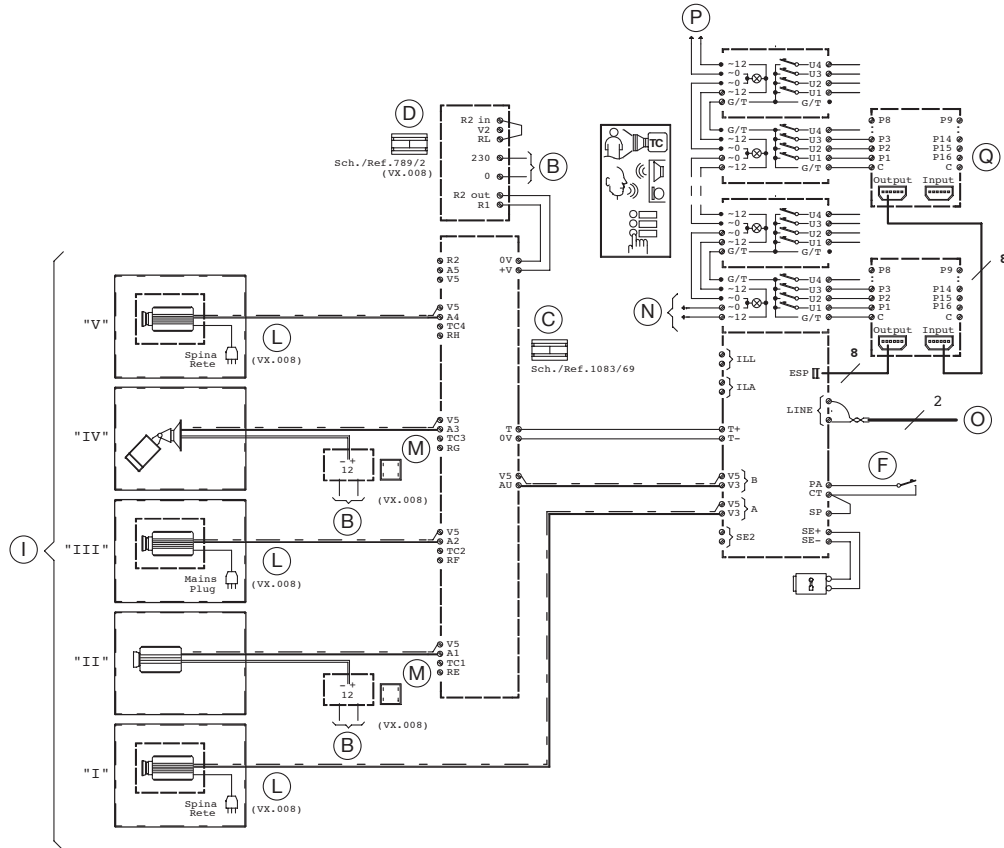 P
~12
~0
~0
~12
G/T
U4
U3
U2
U1
G/T
G/T
~12
~0
~0
~12
U4
U3
U2
U1
G/T
P8
P9
P3
P2
P1
C
P14
P15
P16
C
Output
Input
Q
D
Sch./Ref.789/2
(VX.008)
R2 in
V2
RL
230
0
R2 out
R1
B
TC
~12
~0
~0
~12
G/T
U4
U3
U2
U1
G/T
G/T
~12
~0
~0
~12
U4
U3
U2
U1
G/T
P8
P9
P3
P2
P1
C
P14
P15
P16
C
Output
Input
8
N
R2
A5
V5
0V
+V
V5
A4
TC4
RH
C
Sch./Ref.1083/69
"V"
Spina
Rete
L
(VX.008)
ILL
ILA
ESP
8
LINE
2
O
"IV"
V5
A3
TC3
RG
M
- +
12
(VX.008)
B
T
0V
T+
T-
V5
AU
V5
V3
B
V5
V3
A
SE2
PA
CT
SP
SE+
SE-
F
I
"III"
Mains
Plug
L
(VX.008)
V5
A2
TC2
RF
"II"
V5
A1
TC1
RE
M
- +
12
(VX.008)
B
"I"
Spina
Rete
L
(VX.008)